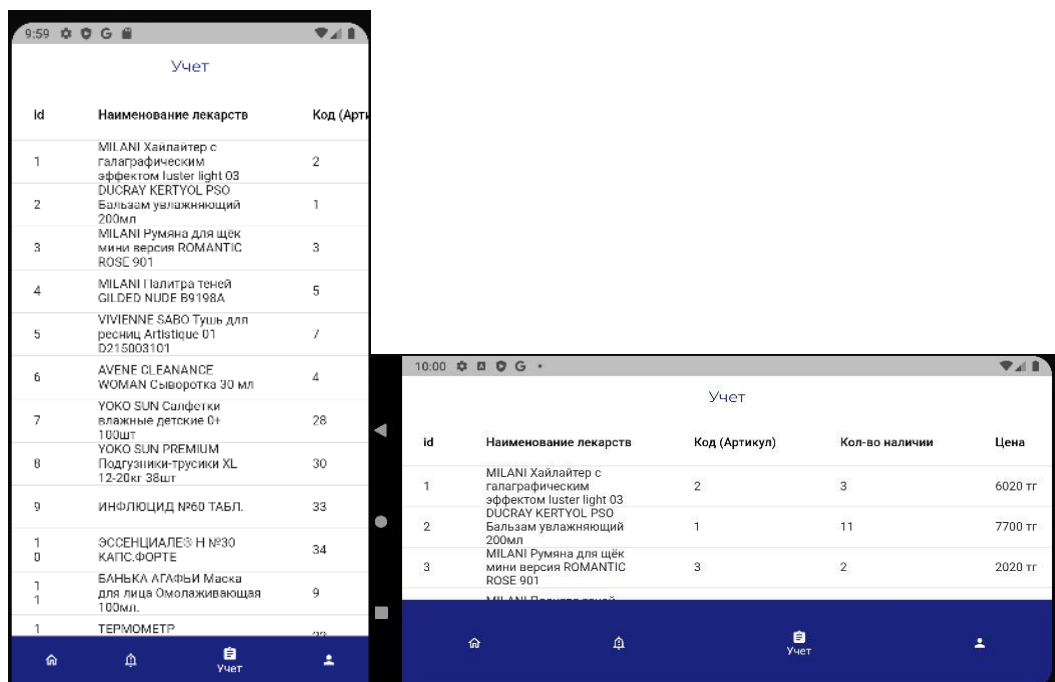 9:59
Учет
Id Наименование лекарств Код (Арти
1 MILANI Хайлайтер с галаграфическим эффектом luster light 03 2
2 DUCRAY KERTYOL PSO Бальзам увлажняющий 200мл 1
3 MILANI Румяна для щёк мини версия ROMANTIC ROSE 901 3
4 MILANI Палитра теней GILDED NUDE B9198A 5
5 VIVIENNE SABO Тушь для ресниц Artistique 01 D215003101 7
6 AVENE CLEANANCE WOMAN Сыворотка 30 мл 4
7 YOKO SUN Салфетки влажные детские 0+ 100шт 28
8 YOKO SUN PREMIUM Подгузники-трусики XL 12-20кг 38шт 30
9 ИНФЛЮЦИД №60 ТАБЛ. 33
10 ЭССЕНЦИАЛЕ® Н №30 КАПС.ФОРТЕ 34
11 БАНЬКА АГАФЬИ Маска для лица Омолаживающая 100мл. 9
1 ТЕРМОМЕТР
Учет
10:00
Учет
id Наименование лекарств Код (Артикул) Кол-во наличии Цена
1 MILANI Хайлайтер с галаграфическим эффектом luster light 03 2 3 6020 тг
2 DUCRAY KERTYOL PSO Бальзам увлажняющий 200мл 1 11 7700 тг
3 MILANI Румяна для щёк мини версия ROMANTIC ROSE 901 3 2 2020 тг
Учет